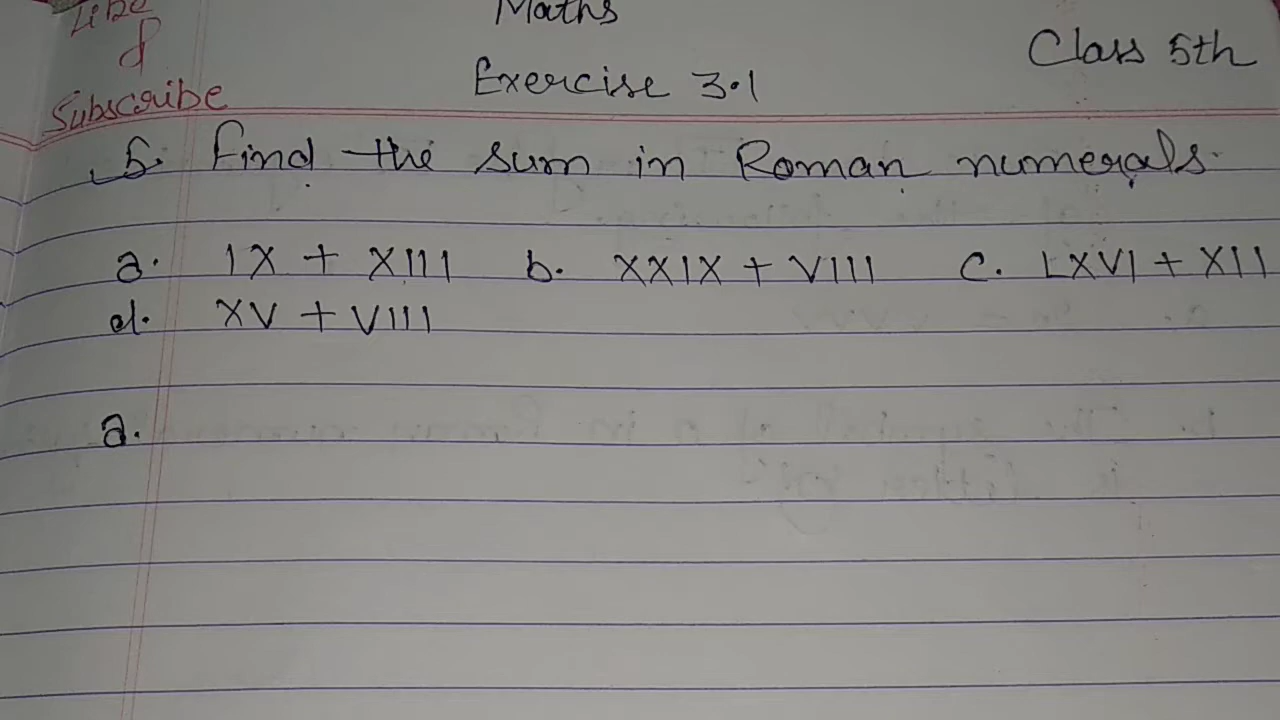 Like
Maths
&
Class 5th
Exercise 3.1
Subscribe
5. Find the sum in Roman numerals.
a. IX + XIII b. XXIX + VIII c. LXVI + XII
d. XV + VIII
a.